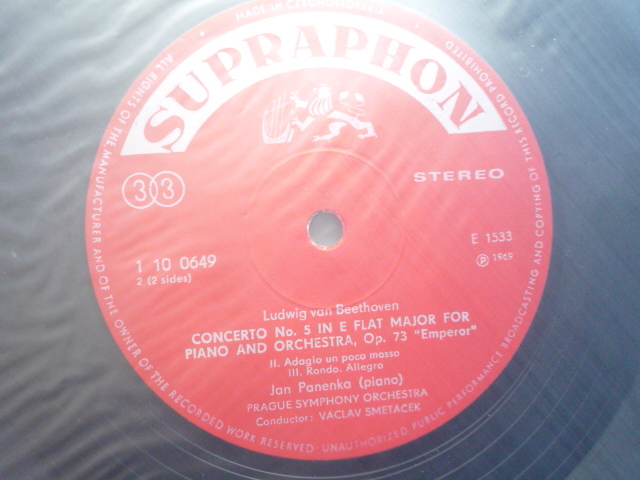 MADE IN CZECHOSLOVAKIA
ALL RIGHTS OF THE MANUFACTURER AND OF THE OWNER OF THE RECORDED WORK RESERVED · UNAUTHORIZED PUBLIC PERFORMANCE BROADCASTING AND COPYING OF THIS RECORD PROHIBITED
SUPRAPHON
33
STEREO
1 10 0649
2 (2 sides)
E 1533
Ⓟ 1969
Ludwig van Beethoven
CONCERTO No. 5 IN E FLAT MAJOR FOR
PIANO AND ORCHESTRA, Op. 73 "Emperor"
II. Adagio un poco mosso
III. Rondo. Allegro
Jan Panenka (piano)
PRAGUE SYMPHONY ORCHESTRA
Conductor: VÁCLAV SMETÁČEK